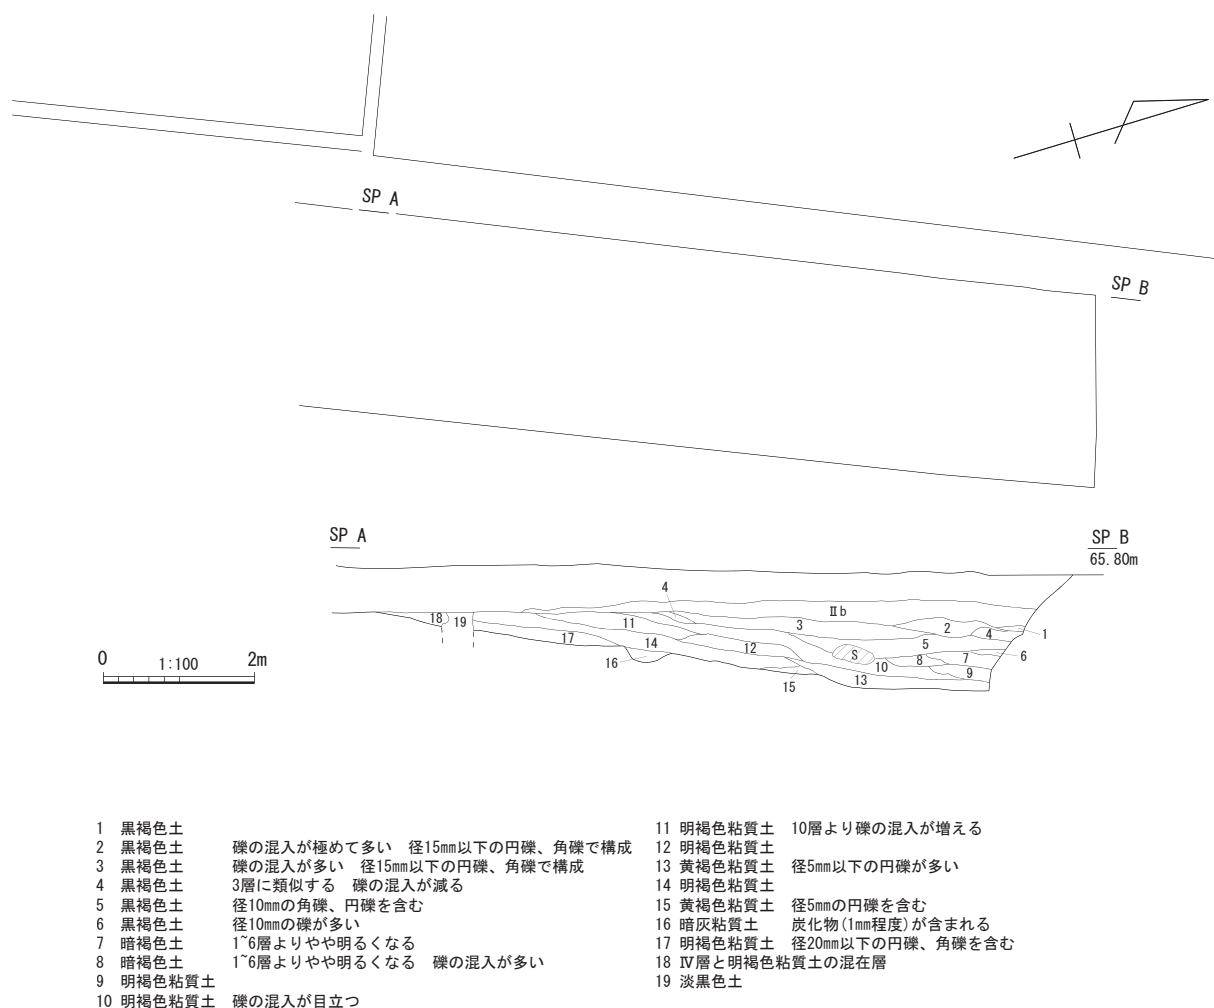 SP A
SP B
SP A
SP B
65.80m
4
Ⅱb
18
19
11
3
2
4
1
17
14
12
5
S
10
8
7
6
9
16
15
13
0 1:100 2m
1 黒褐色土
2 黒褐色土 礫の混入が極めて多い 径15㎜以下の円礫、角礫で構成
3 黒褐色土 礫の混入が多い 径15㎜以下の円礫、角礫で構成
4 黒褐色土 3層に類似する 礫の混入が減る
5 黒褐色土 径10㎜の角礫、円礫を含む
6 黒褐色土 径10㎜の礫が多い
7 暗褐色土 1~6層よりやや明るくなる
8 暗褐色土 1~6層よりやや明るくなる 礫の混入が多い
9 明褐色粘質土
10 明褐色粘質土 礫の混入が目立つ
11 明褐色粘質土 10層より礫の混入が増える
12 明褐色粘質土
13 黄褐色粘質土 径5㎜以下の円礫が多い
14 明褐色粘質土
15 黄褐色粘質土 径5㎜の円礫を含む
16 暗灰粘質土 炭化物(1㎜程度)が含まれる
17 明褐色粘質土 径20㎜以下の円礫、角礫を含む
18 Ⅳ層と明褐色粘質土の混在層
19 淡黒色土